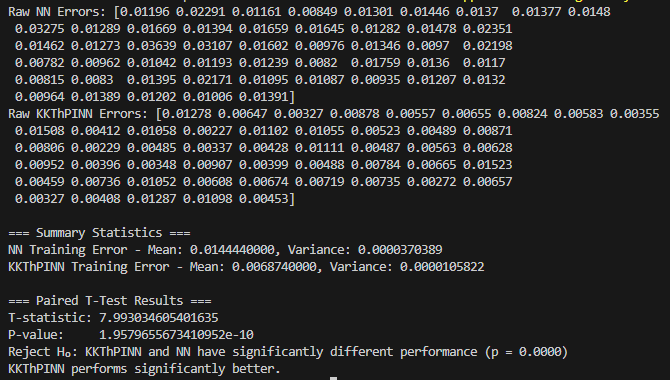 Raw NN Errors: [0.01196 0.02291 0.01161 0.00849 0.01301 0.01446 0.0137  0.01377 0.0148
 0.03275 0.01289 0.01669 0.01394 0.01659 0.01645 0.01282 0.01478 0.02351
 0.01462 0.01273 0.03639 0.03107 0.01602 0.00976 0.01346 0.0097  0.02198
 0.00782 0.00962 0.01042 0.01193 0.01239 0.0082  0.01759 0.0136  0.0117
 0.00815 0.0083  0.01395 0.02171 0.01095 0.01087 0.00935 0.01207 0.0132
 0.00964 0.01389 0.01202 0.01006 0.01391]
Raw KKThPINN Errors: [0.01278 0.00647 0.00327 0.00878 0.00557 0.00655 0.00824 0.00583 0.00355
 0.01508 0.00412 0.01058 0.00227 0.01102 0.01055 0.00523 0.00489 0.00871
 0.00806 0.00229 0.00485 0.00337 0.00428 0.01111 0.00487 0.00563 0.00628
 0.00952 0.00396 0.00348 0.00907 0.00399 0.00488 0.00784 0.00665 0.01523
 0.00459 0.00736 0.01052 0.00608 0.00674 0.00719 0.00735 0.00272 0.00657
 0.00327 0.00408 0.01287 0.01098 0.00453]
=== Summary Statistics ===
NN Training Error - Mean: 0.0144440000, Variance: 0.0000370389
KKThPINN Training Error - Mean: 0.0068740000, Variance: 0.0000105822
=== Paired T-Test Results ===
T-statistic: 7.993034605401635
P-value:     1.9579655673410952e-10
Reject H₀: KKThPINN and NN have significantly different performance (p = 0.0000)
KKThPINN performs significantly better.